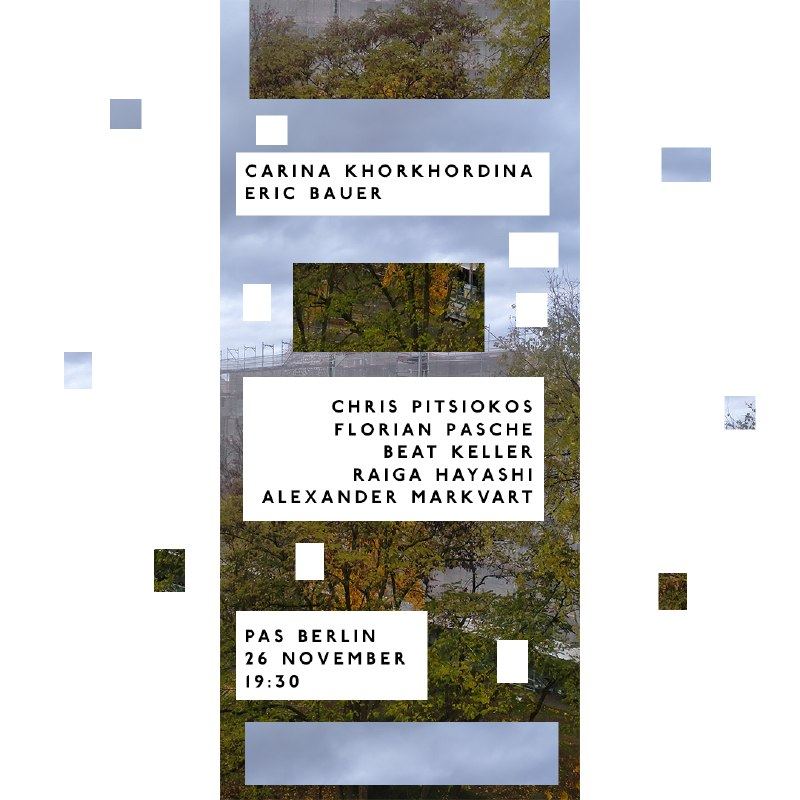 CARINA KHORKHORDINA
ERIC BAUER
CHRIS PITSIOKOS
FLORIAN PASCHE
BEAT KELLER
RAIGA HAYASHI
ALEXANDER MARKVART
PAS BERLIN
26 NOVEMBER
19:30